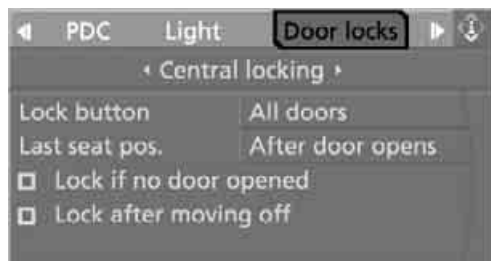 PDC Light Door locks
Central locking
Lock button All doors
Last seat pos. After door opens
Lock if no door opened
Lock after moving off